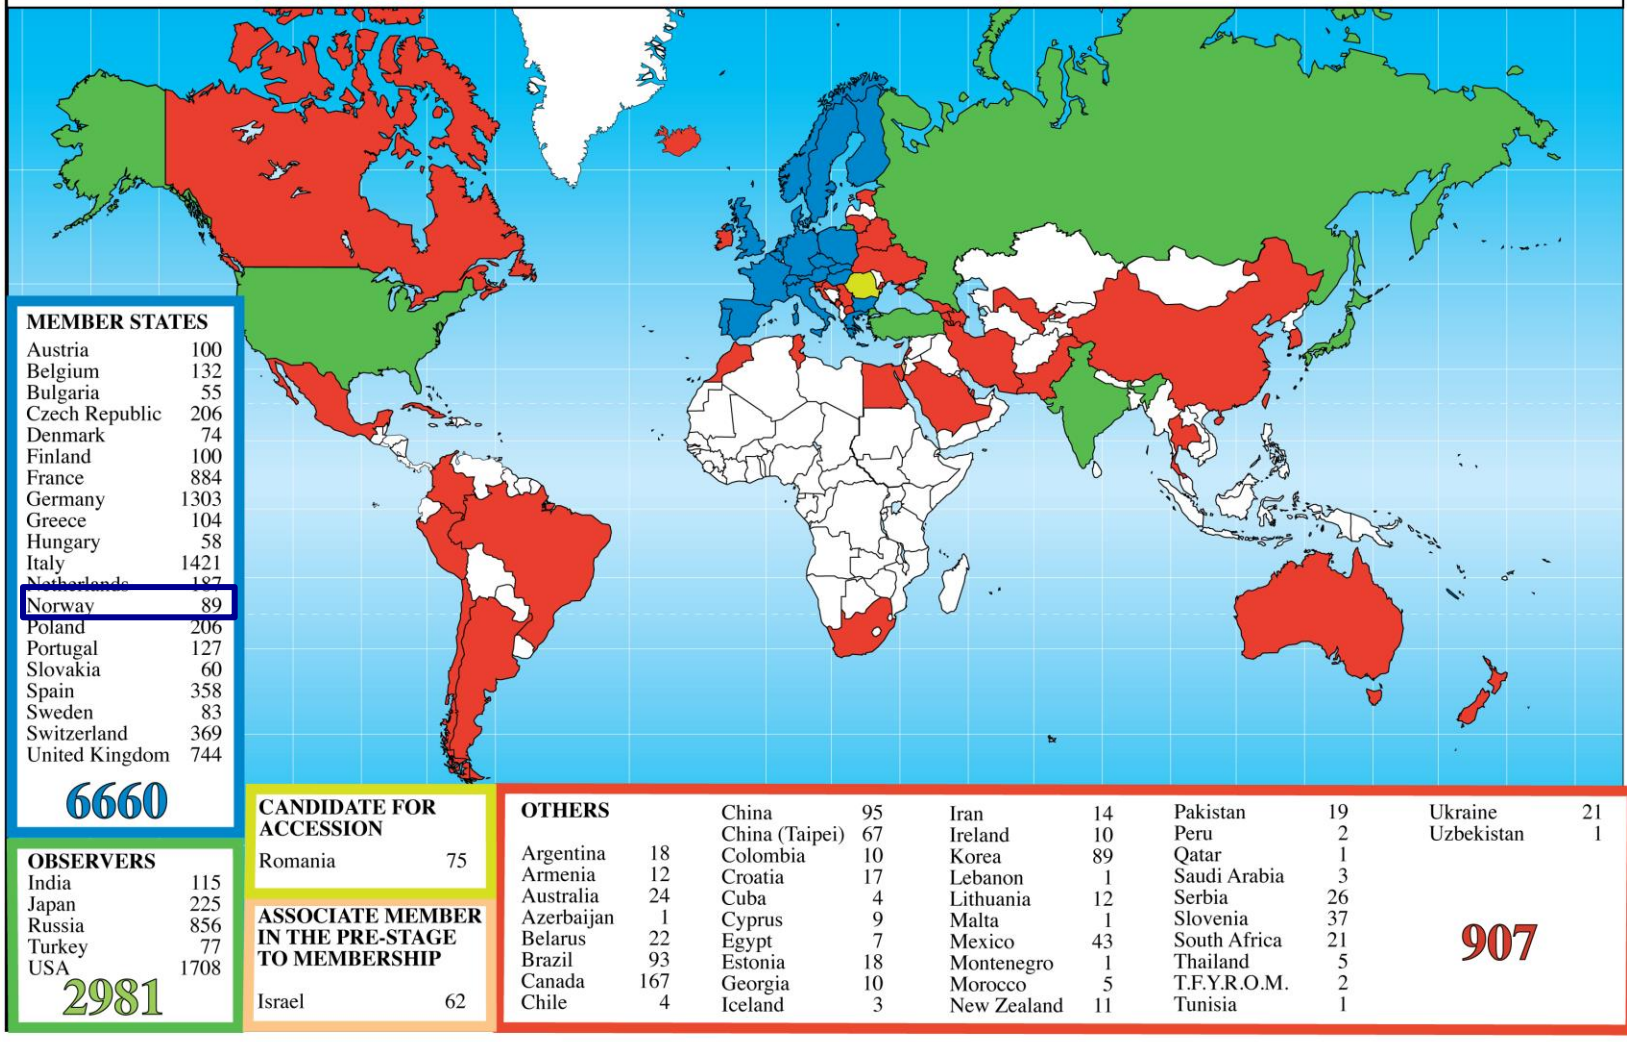 MEMBER STATES
Austria 100
Belgium 132
Bulgaria 55
Czech Republic 206
Denmark 74
Finland 100
France 884
Germany 1303
Greece 104
Hungary 58
Italy 1421
Netherlands 187
Norway 89
Poland 206
Portugal 127
Slovakia 60
Spain 358
Sweden 83
Switzerland 369
United Kingdom 744
6660
OBSERVERS
India 115
Japan 225
Russia 856
Turkey 77
USA 1708
2981
CANDIDATE FOR
ACCESSION
Romania 75
ASSOCIATE MEMBER
IN THE PRE-STAGE
TO MEMBERSHIP
Israel 62
OTHERS
Argentina 18
Armenia 12
Australia 24
Azerbaijan 1
Belarus 22
Brazil 93
Canada 167
Chile 4
China 95
China (Taipei) 67
Colombia 10
Croatia 17
Cuba 4
Cyprus 9
Egypt 7
Estonia 18
Georgia 10
Iceland 3
Iran 14
Ireland 10
Korea 89
Lebanon 1
Lithuania 12
Malta 1
Mexico 43
Montenegro 1
Morocco 5
New Zealand 11
Pakistan 19
Peru 2
Qatar 1
Saudi Arabia 3
Serbia 26
Slovenia 37
South Africa 21
Thailand 5
T.F.Y.R.O.M. 2
Tunisia 1
Ukraine 21
Uzbekistan 1
907